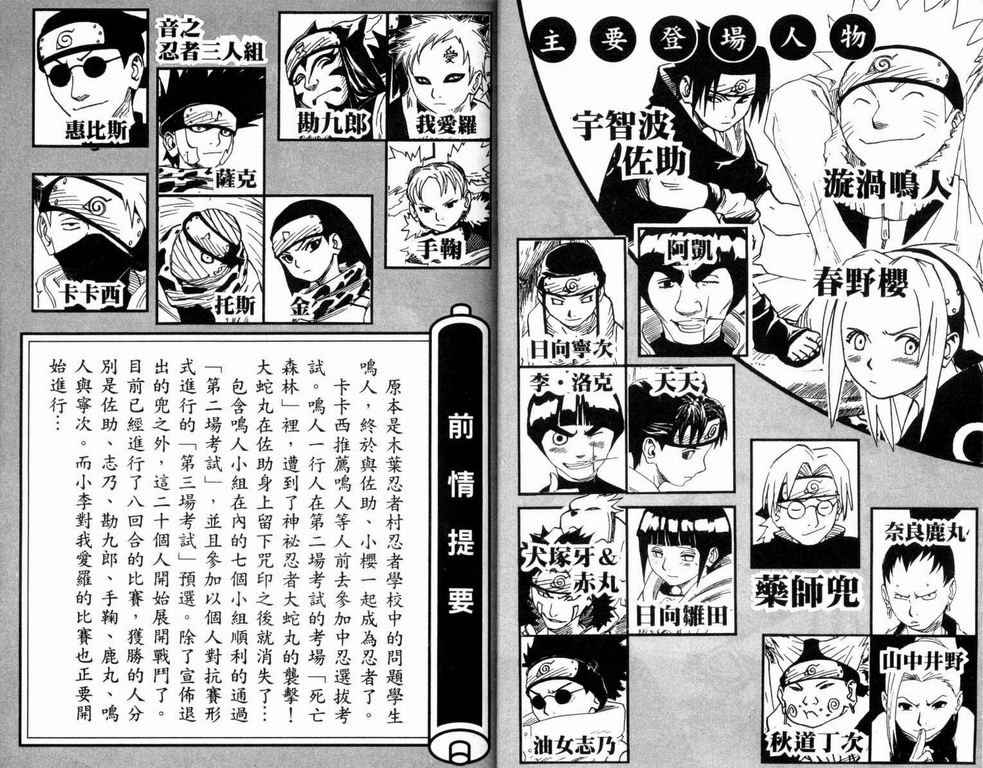 主要登場人物
宇智波
佐助
漩渦鳴人
春野櫻
阿凱
日向寧次
李・洛克
天天
犬塚牙&
赤丸
日向雛田
油女志乃
藥師兜
奈良鹿丸
山中井野
秋道丁次
惠比斯
音之
忍者三人組
薩克
托斯
金
勘九郎
愛
我愛羅
手鞠
卡卡西
前情提要
原本是木葉忍者村忍者學校中的問題學生
鳴人，終於與佐助、小櫻一起成為忍者了。
卡卡西推薦鳴人等人前去參加中忍選拔考
試。鳴人一行人在第二場考試的考場「死亡
森林」裡，遭到了神祕忍者大蛇丸的襲擊！
大蛇丸在佐助身上留下咒印之後就消失了…
包含鳴人小組在內的七個小組順利的通過
「第二場考試」，並且參加以個人對抗賽形
式進行的「第三場考試」預選。除了宣佈退
出的兜之外，這二十個人開始展開戰鬥了。
目前已經進行了八回合的比賽，獲勝的人分
別是佐助、志乃、勘九郎、手鞠、鹿丸、鳴
人與寧次。而小李對我愛羅的比賽也正要開
始進行…